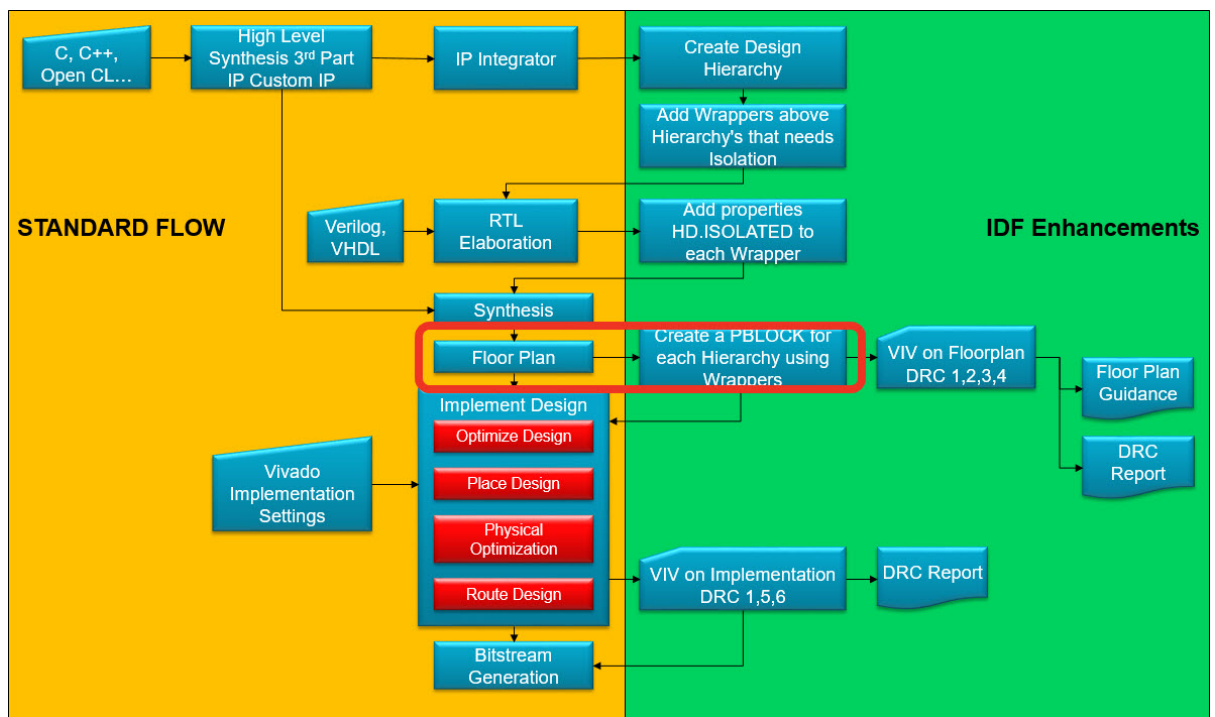 C, C++,
Open CL...
High Level
Synthesis 3rd Part
IP Custom IP
IP Integrator
Create Design
Hierarchy
Add Wrappers above
Hierarchy's that needs
Isolation
STANDARD FLOW
Verilog,
VHDL
RTL
Elaboration
Add properties
HD.ISOLATED to
each Wrapper
IDF Enhancements
Synthesis
Floor Plan
Create a PBLOCK for
each Hierarchy using
Wrappers
VIV on Floorplan
DRC 1,2,3,4
Floor Plan
Guidance
DRC
Report
Implement Design
Optimize Design
Place Design
Physical
Optimization
Route Design
Vivado
Implementation
Settings
VIV on Implementation
DRC 1,5,6
DRC Report
Bitstream
Generation